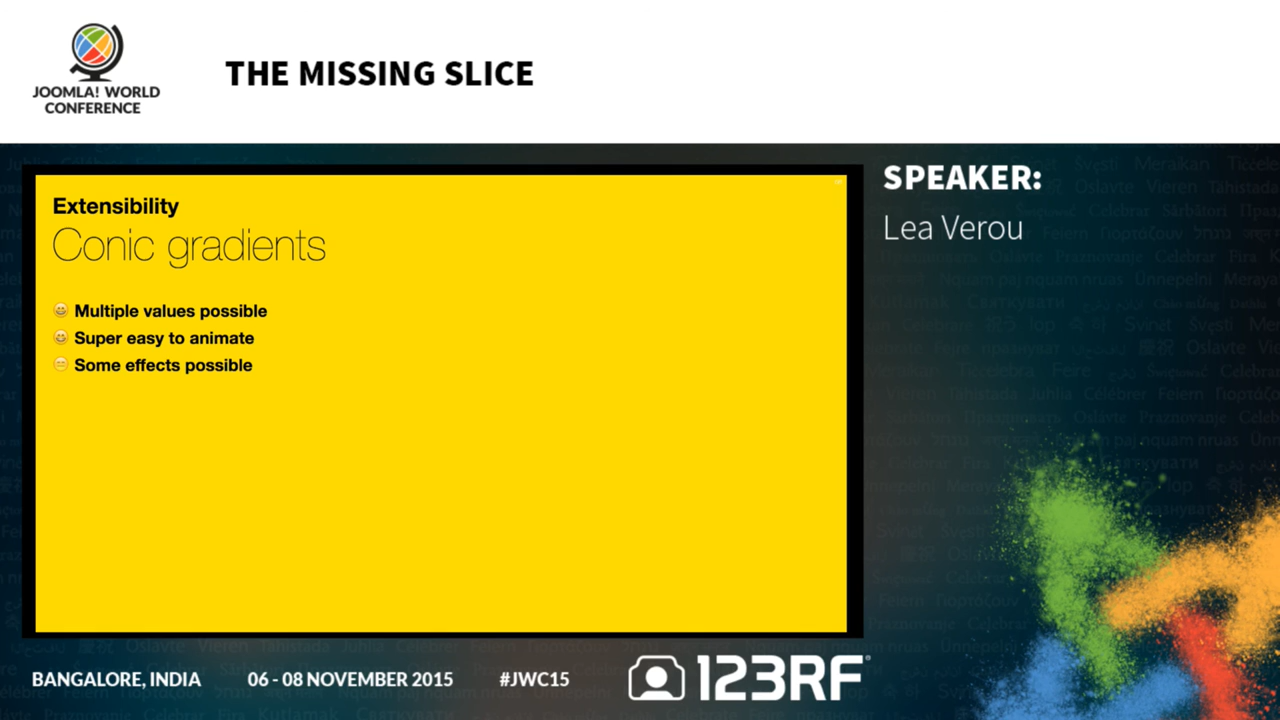 JOOMLA! WORLD
CONFERENCE
THE MISSING SLICE
Extensibility
Conic gradients
Multiple values possible
Super easy to animate
Some effects possible
SPEAKER:
Lea Verou
BANGALORE, INDIA
06 - 08 NOVEMBER 2015
#JWC15
123RF®